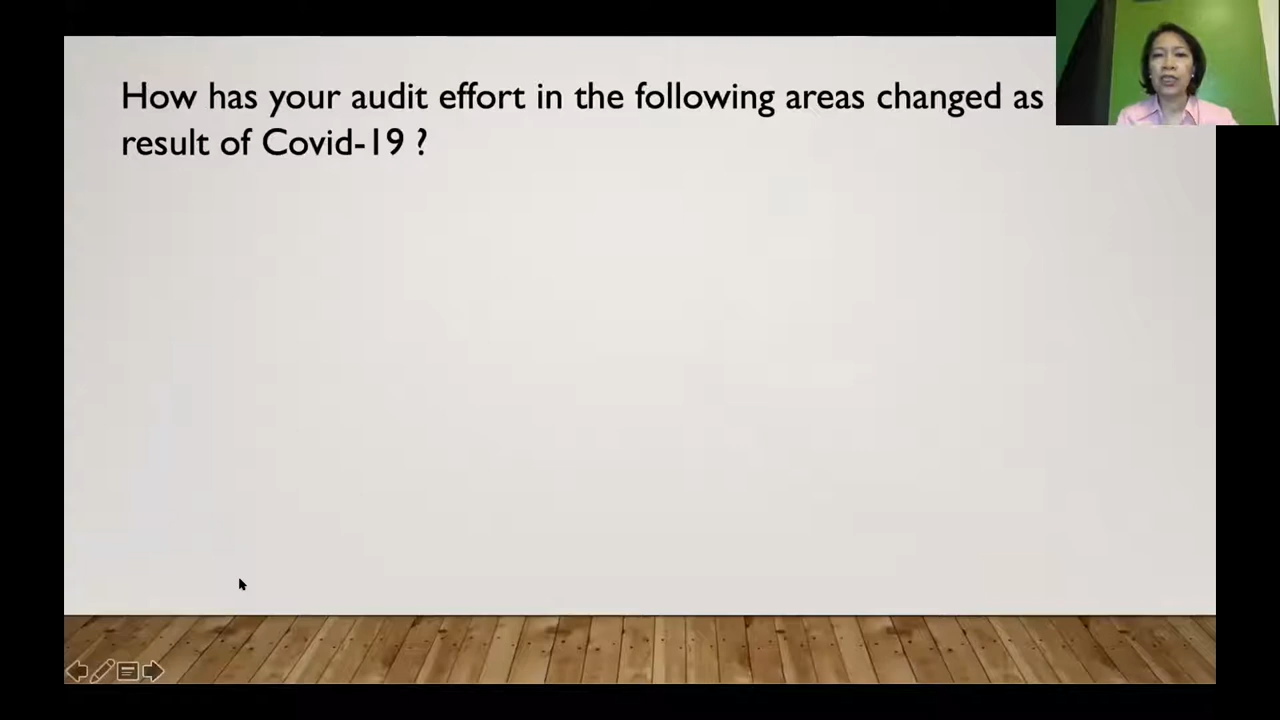 How has your audit effort in the following areas changed as
result of Covid-19 ?